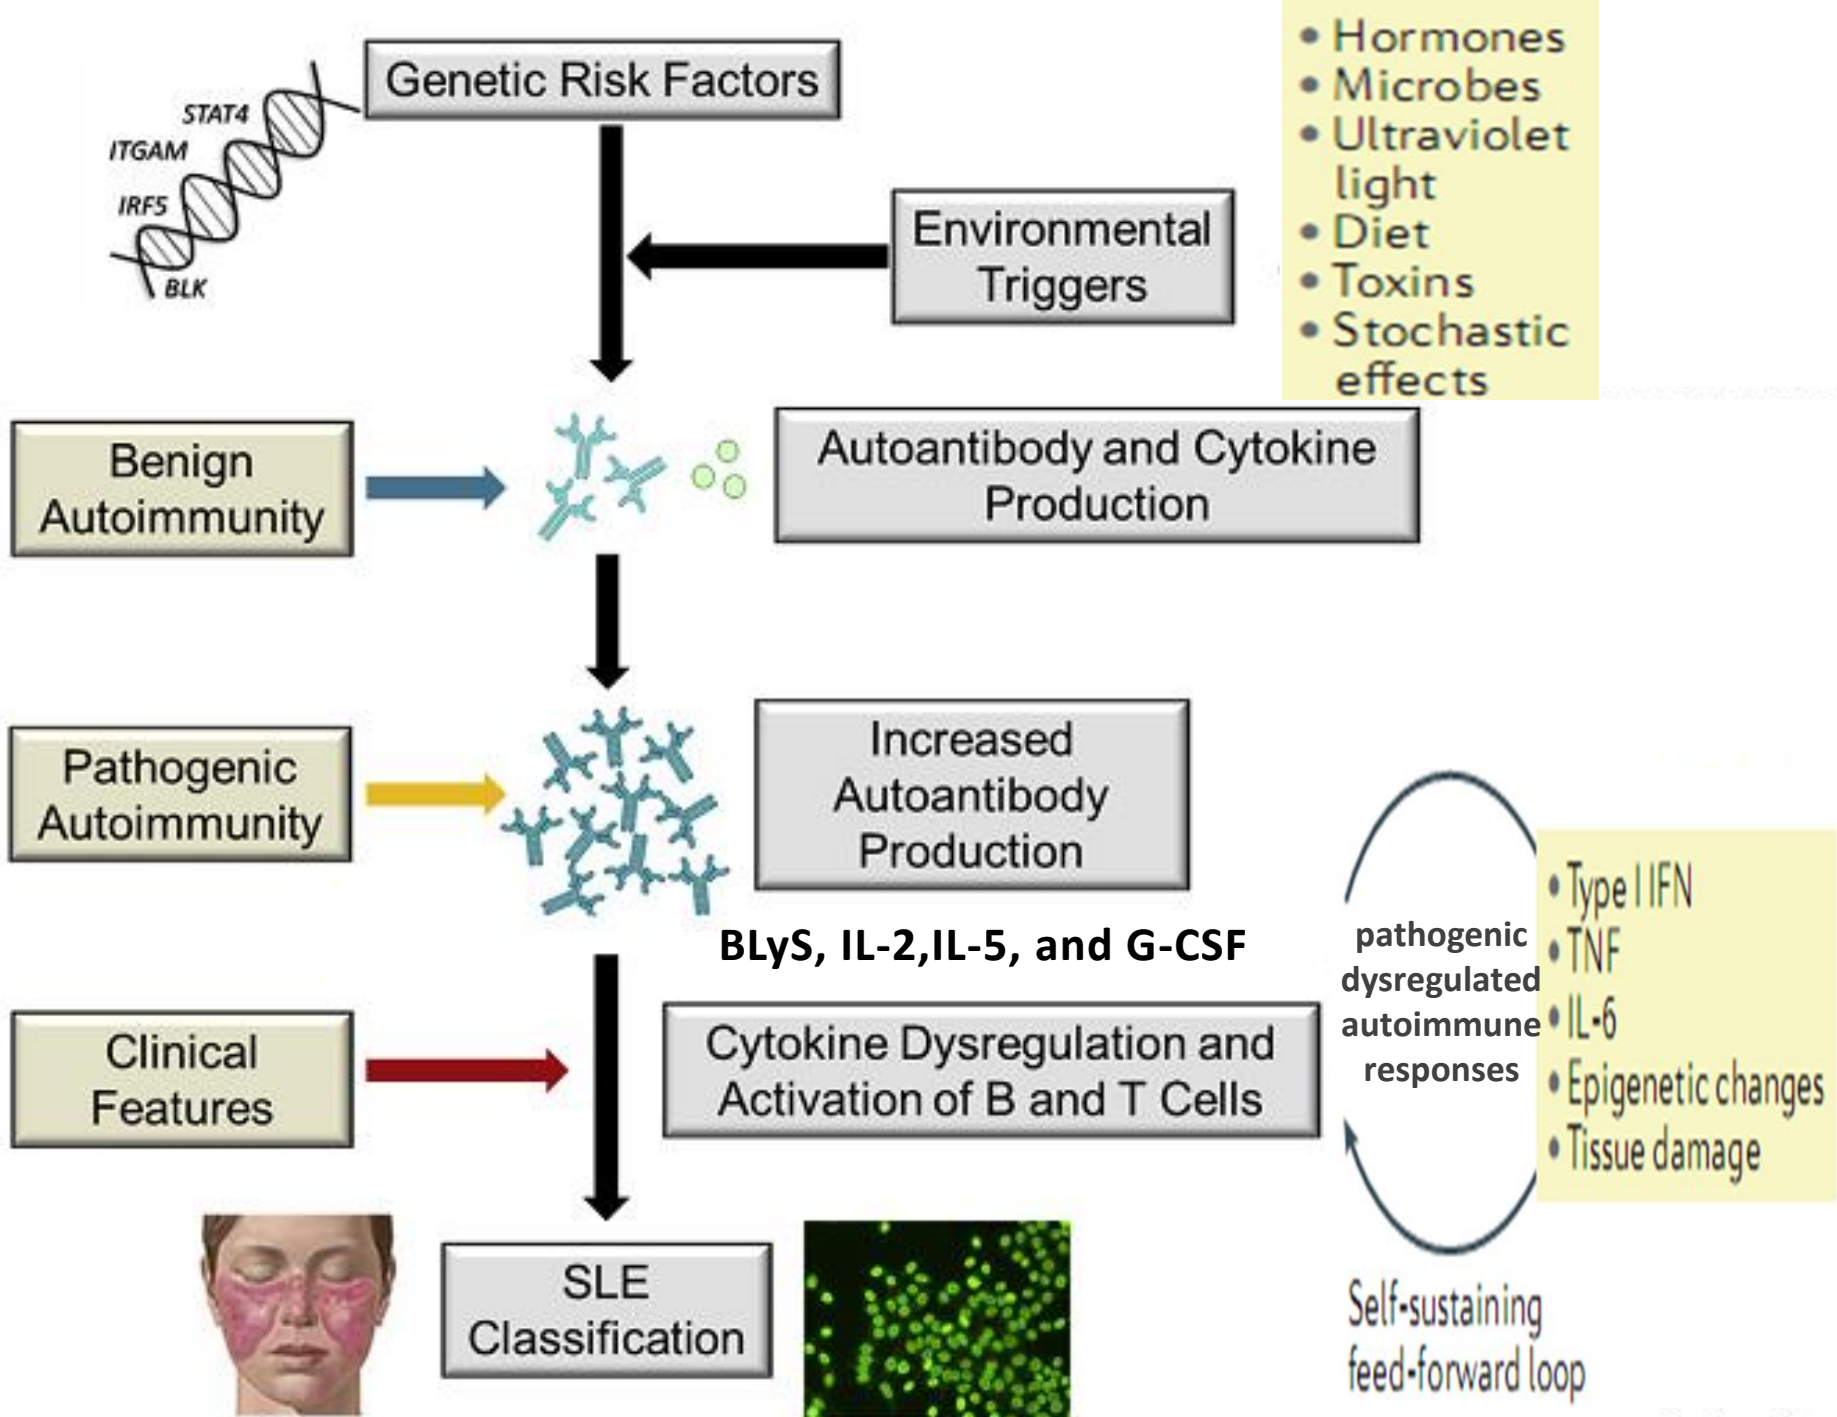 Genetic Risk Factors
STAT4
ITGAM
IRF5
BLK
• Hormones
• Microbes
• Ultraviolet
light
• Diet
• Toxins
• Stochastic
effects
Environmental
Triggers
Benign
Autoimmunity
Autoantibody and Cytokine
Production
Pathogenic
Autoimmunity
Increased
Autoantibody
Production
BLyS, IL-2,IL-5, and G-CSF
Clinical
Features
Cytokine Dysregulation and
Activation of B and T Cells
pathogenic
dysregulated
autoimmune
responses
• Type I IFN
• TNF
• IL-6
• Epigenetic changes
• Tissue damage
SLE
Classification
Self-sustaining
feed-forward loop